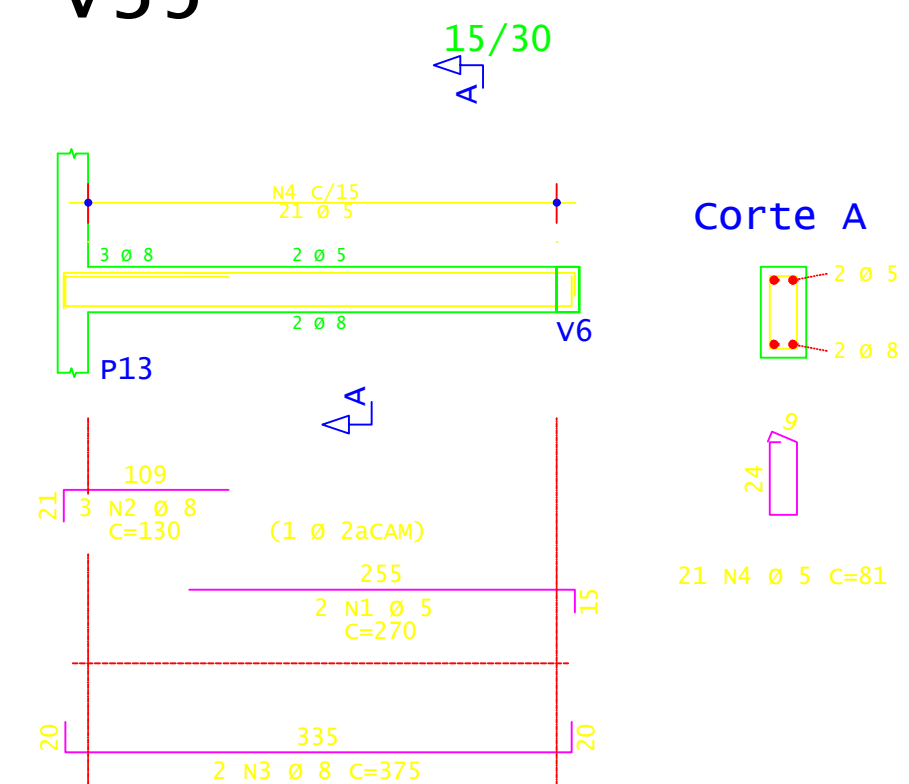 15/30
A
N4 C/15
21 Ø 5
Corte A
3 Ø 8
2 Ø 5
2 Ø 5
2 Ø 8
V6
2 Ø 8
P13
A
9
109
24
21
3 N2 Ø 8
C=130
(1 Ø 2aCAM)
255
21 N4 Ø 5 C=81
15
2 N1 Ø 5
C=270
20
335
20
2 N3 Ø 8 C=375